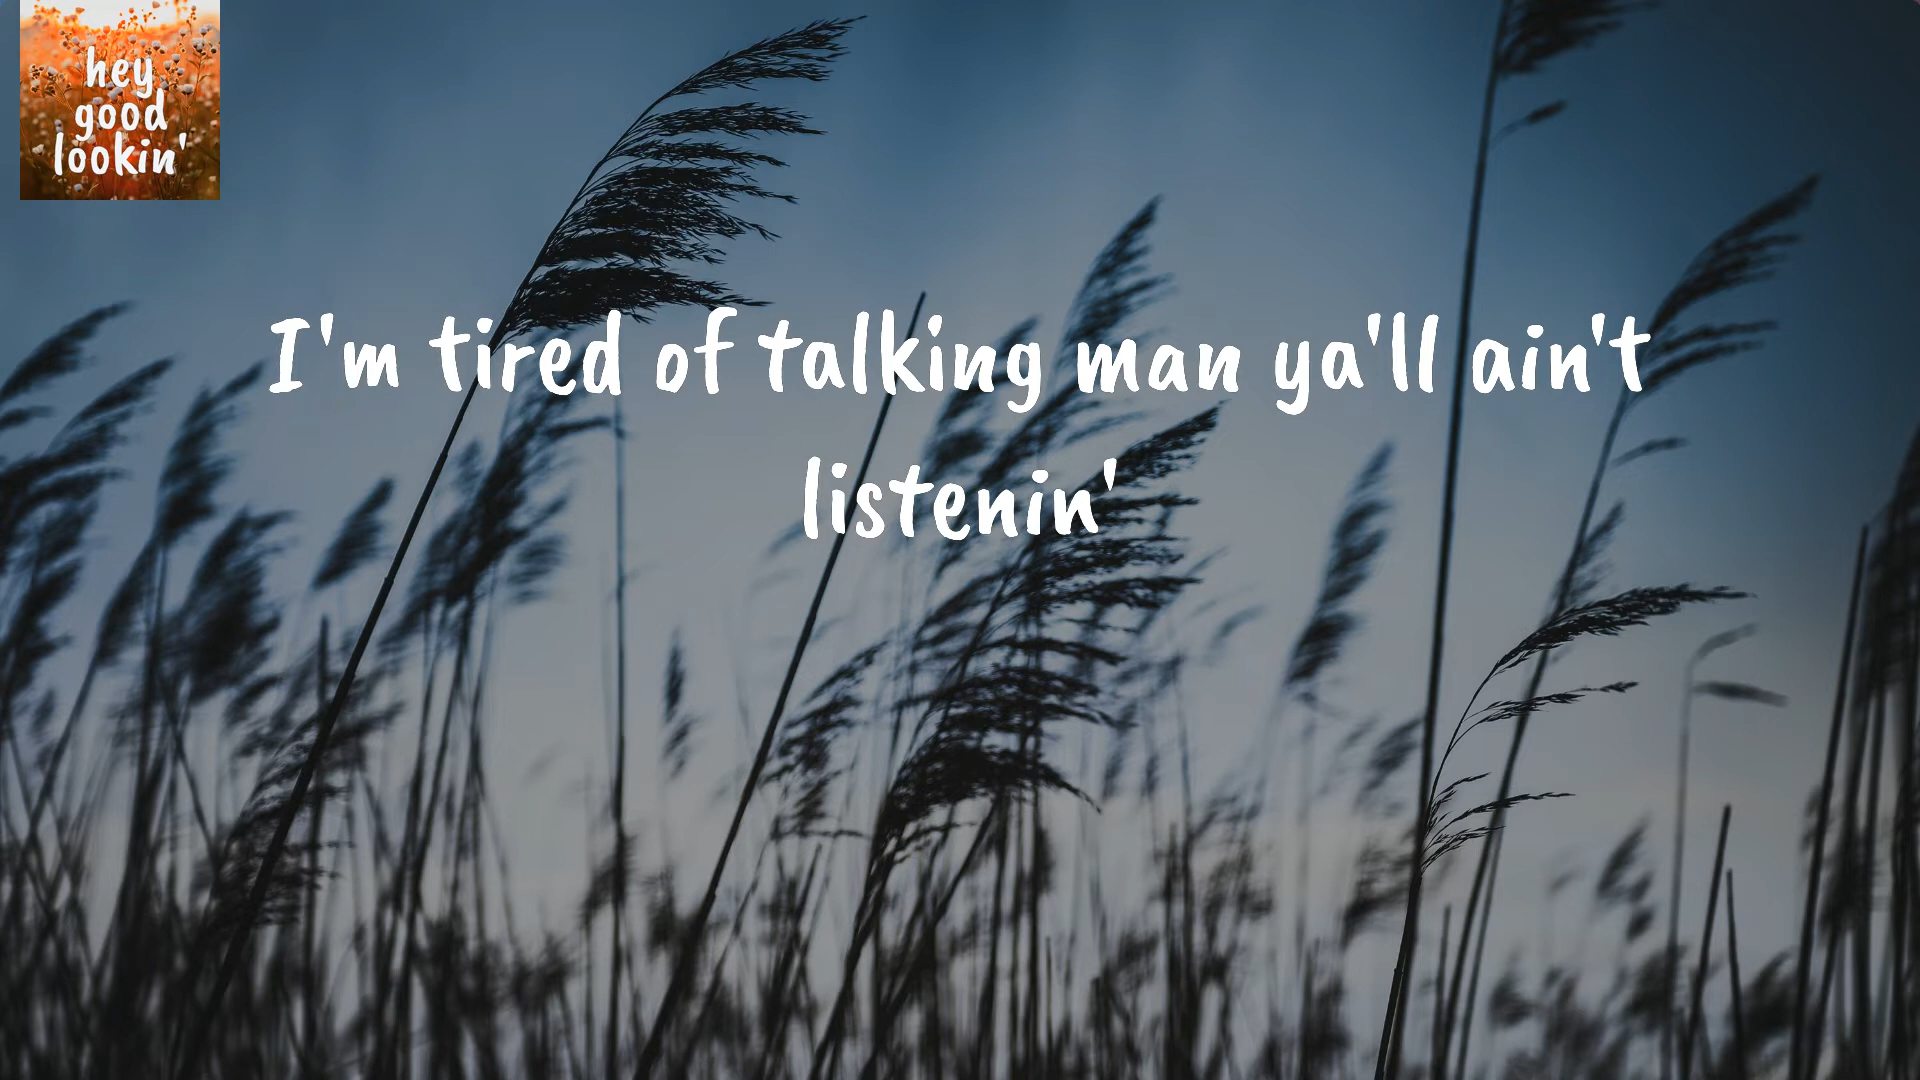 hey
good
lookin'
I'm tired of talking man ya'll ain't
listenin'